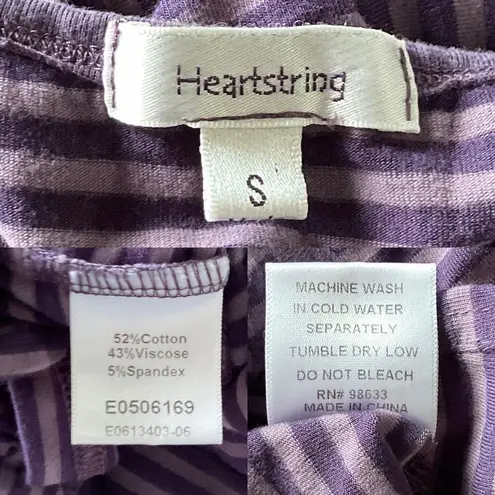 Heartstring
S
52%Cotton
43%Viscose
5%Spandex
E0506169
E0613403-06
MACHINE WASH
IN COLD WATER
SEPARATELY
TUMBLE DRY LOW
DO NOT BLEACH
RN# 98633
MADE IN CHINA